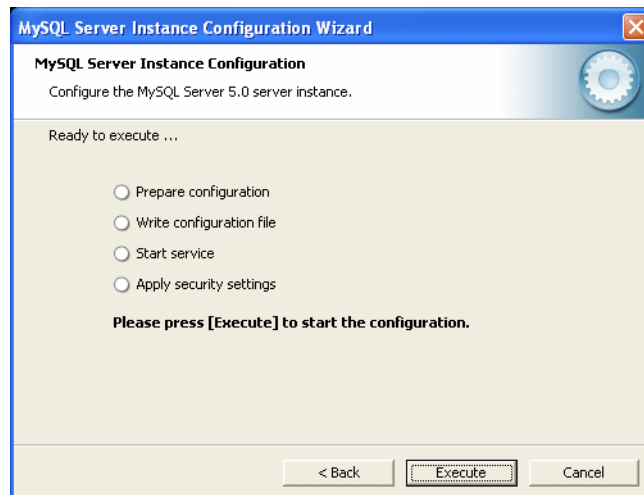 MySQL Server Instance Configuration Wizard
MySQL Server Instance Configuration
Configure the MySQL Server 5.0 server instance.
Ready to execute ...
Prepare configuration
Write configuration file
Start service
Apply security settings
Please press [Execute] to start the configuration.
< Back Execute Cancel